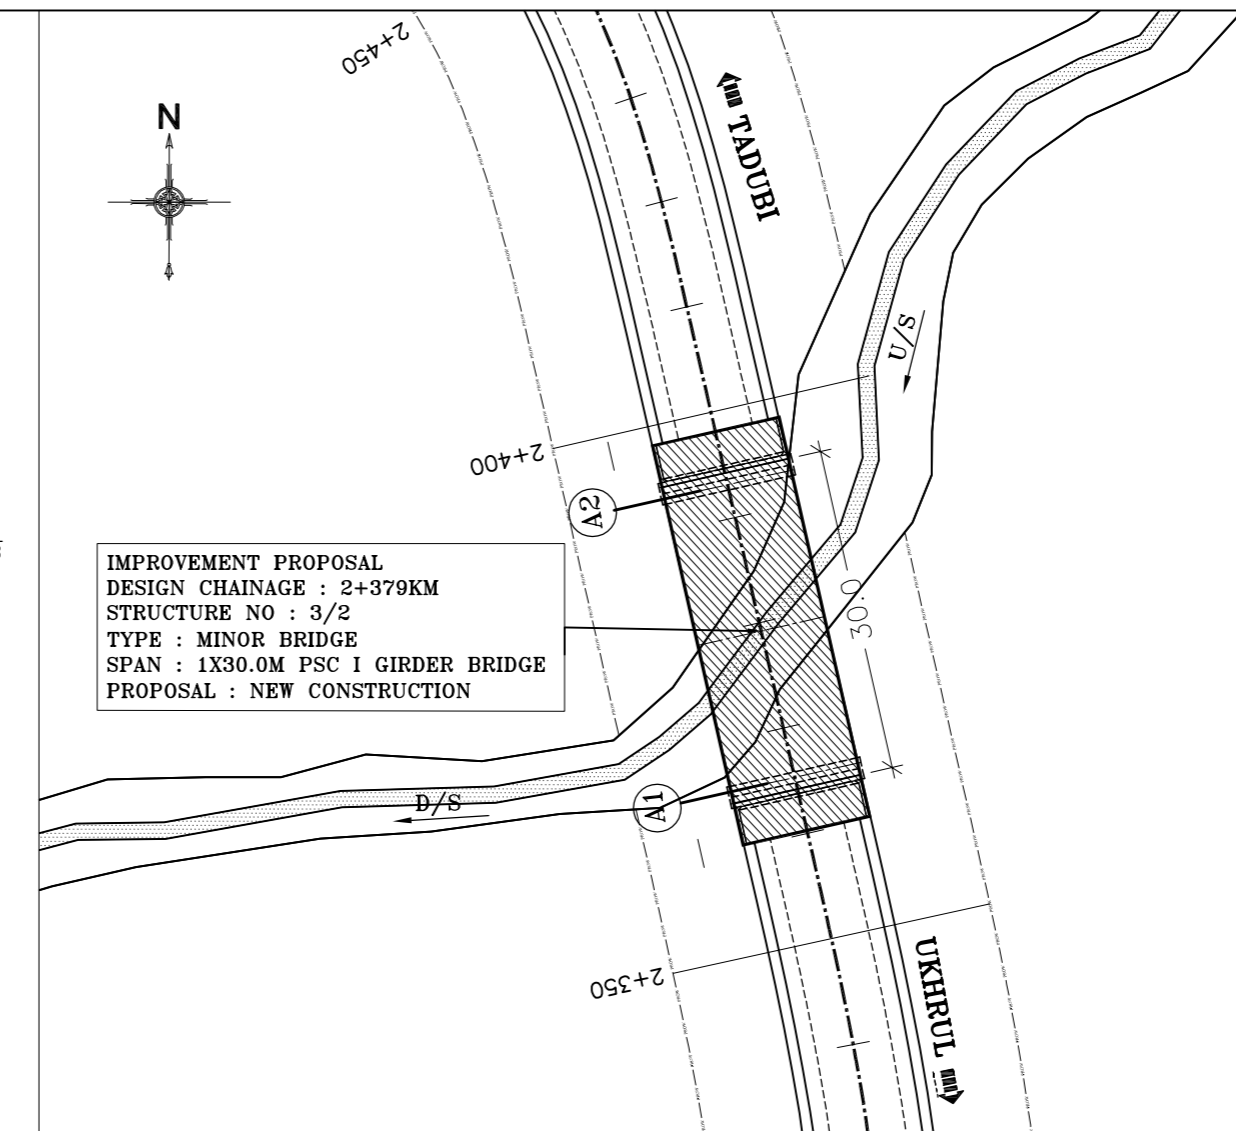 2+450
N
TADUBI
U/S
2+400
A2
IMPROVEMENT PROPOSAL
DESIGN CHAINAGE : 2+379KM
STRUCTURE NO : 3/2
TYPE : MINOR BRIDGE
SPAN : 1X30.0M PSC I GIRDER BRIDGE
PROPOSAL : NEW CONSTRUCTION
30.0
D/S
A1
2+350
UKHRUL